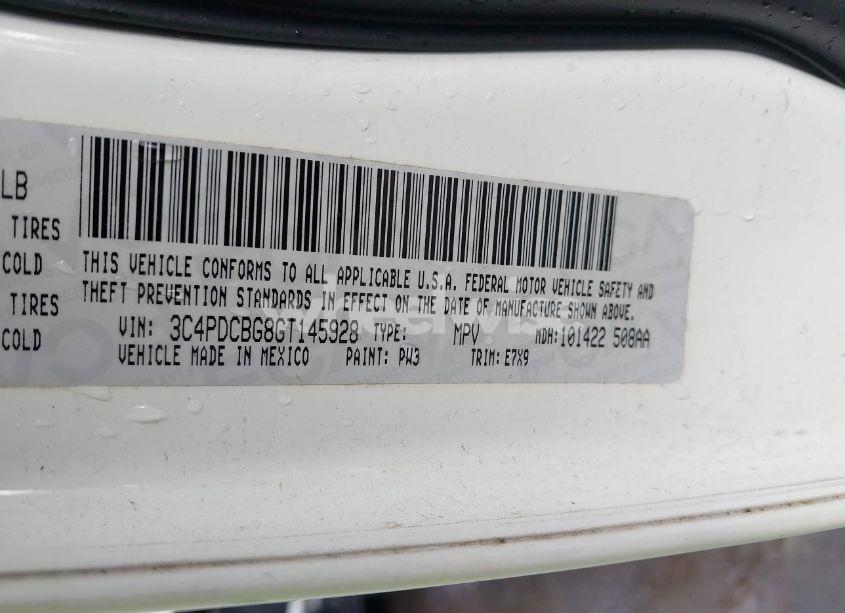 LB
TIRES
COLD
TIRES
COLD
THIS VEHICLE CONFORMS TO ALL APPLICABLE U.S.A. FEDERAL MOTOR VEHICLE SAFETY AND
THEFT PREVENTION STANDARDS IN EFFECT ON THE DATE OF MANUFACTURE SHOWN ABOVE.
VIN: 3C4PDCBG8GT145928 TYPE: MPV MDH:101422 508AA
VEHICLE MADE IN MEXICO PAINT: PW3 TRIM: E7X9